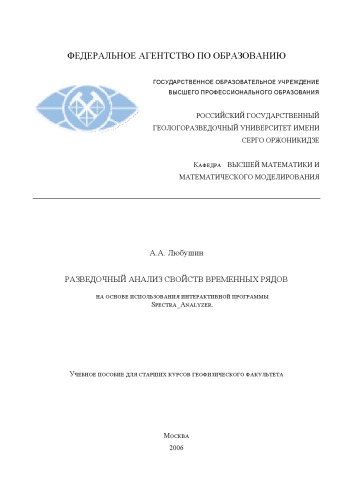 ФЕДЕРАЛЬНОЕ АГЕНТСТВО ПО ОБРАЗОВАНИЮ
ГОСУДАРСТВЕННОЕ ОБРАЗОВАТЕЛЬНОЕ УЧРЕЖДЕНИЕ
ВЫСШЕГО ПРОФЕССИОНАЛЬНОГО ОБРАЗОВАНИЯ
РОССИЙСКИЙ ГОСУДАРСТВЕННЫЙ
ГЕОЛОГОРАЗВЕДОЧНЫЙ УНИВЕРСИТЕТ ИМЕНИ
СЕРГО ОРЖОНИКИДЗЕ
КАФЕДРА ВЫСШЕЙ МАТЕМАТИКИ И
МАТЕМАТИЧЕСКОГО МОДЕЛИРОВАНИЯ
А.А. Любушин
РАЗВЕДОЧНЫЙ АНАЛИЗ СВОЙСТВ ВРЕМЕННЫХ РЯДОВ
НА ОСНОВЕ ИСПОЛЬЗОВАНИЯ ИНТЕРАКТИВНОЙ ПРОГРАММЫ
SPECTRA_ANALYZER.
УЧЕБНОЕ ПОСОБИЕ ДЛЯ СТАРШИХ КУРСОВ ГЕОФИЗИЧЕСКОГО ФАКУЛЬТЕТА
МОСКВА
2006